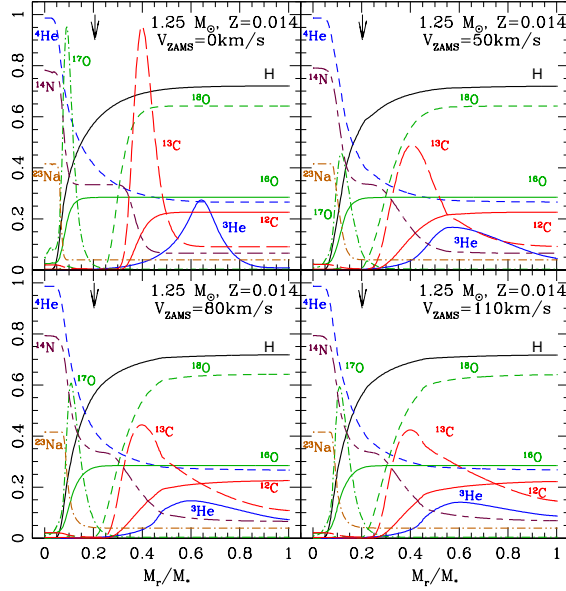 1.25 M⊙, Z=0.014
V_ZAMS=0km/s
⁴He
¹⁷O
¹⁴N
H
¹⁸O
¹³C
²³Na
¹⁶O
¹²C
³He
1
0.8
0.6
0.4
0.2
0
1.25 M⊙, Z=0.014
V_ZAMS=50km/s
⁴He
¹⁴N
H
¹⁸O
¹³C
²³Na
¹⁷O
¹⁶O
¹²C
³He
1.25 M⊙, Z=0.014
V_ZAMS=80km/s
⁴He
¹⁴N
¹⁷O
H
¹⁸O
¹³C
²³Na
¹⁶O
¹²C
³He
1
0.8
0.6
0.4
0.2
0
0 0.2 0.4 0.6 0.8 1
M_r/M_*
1.25 M⊙, Z=0.014
V_ZAMS=110km/s
⁴He
¹⁴N
¹⁷O
H
¹⁸O
¹³C
²³Na
¹⁶O
¹²C
³He
0 0.2 0.4 0.6 0.8 1
M_r/M_*